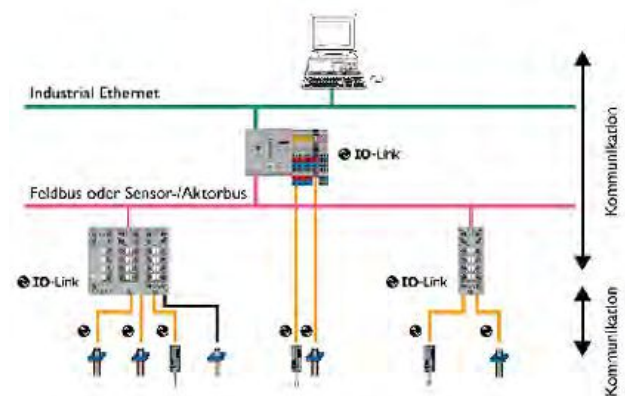 Industrial Ethernet
IO-Link
Feldbus oder Sensor-/Aktorbus
IO-Link
IO-Link
Kommunikation
Kommunikation